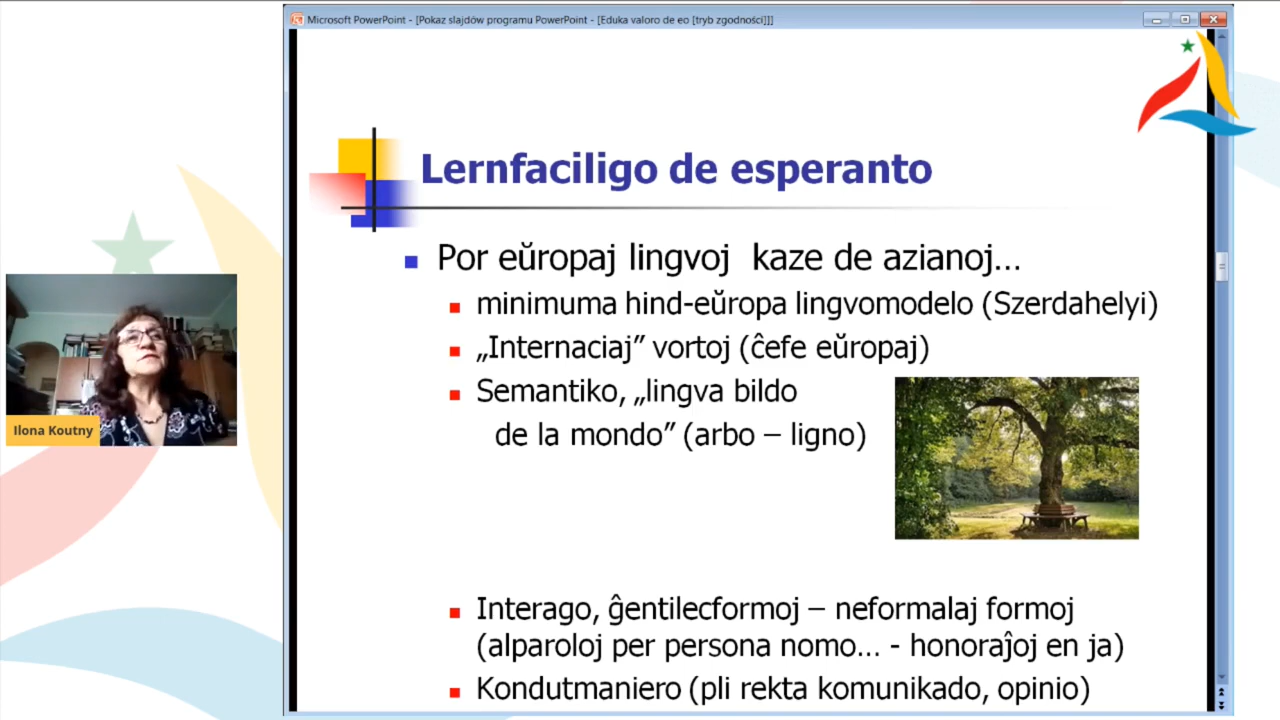 Microsoft PowerPoint - [Pokaz slajdów programu PowerPoint - [Eduka valoro de eo [tryb zgodności]]]
Lernfaciligo de esperanto
Por eŭropaj lingvoj kaze de azianoj...
minimuma hind-eŭropa lingvomodelo (Szerdahelyi)
„Internaciaj” vortoj (ĉefe eŭropaj)
Semantiko, „lingva bildo
de la mondo” (arbo – ligno)
Interago, ĝentilecformoj – neformalaj formoj
(alparoloj per persona nomo... - honoraĵoj en ja)
Kondutmaniero (pli rekta komunikado, opinio)
Ilona Koutny